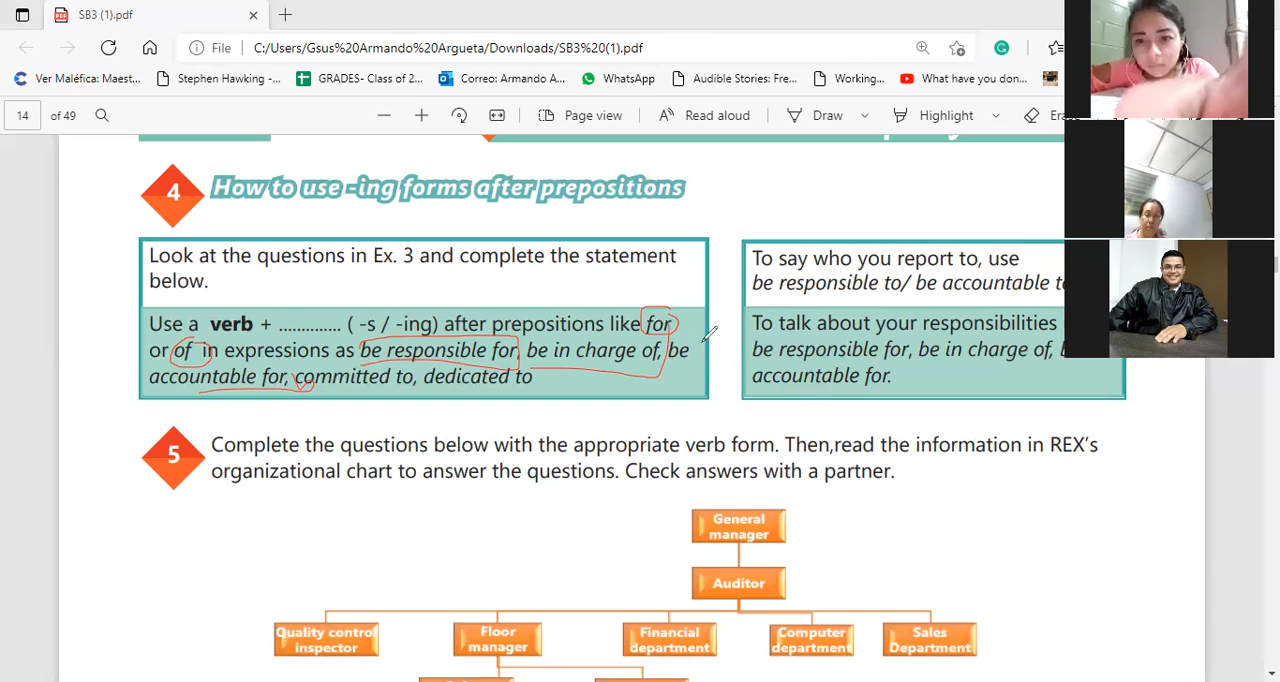 SB3 (1).pdf
File
C:/Users/Gsus%20Armando%20Argueta/Downloads/SB3%20(1).pdf
Ver Maléfica: Maest...
Stephen Hawking -...
GRADES- Class of 2...
Correo: Armando A...
WhatsApp
Audible Stories: Fre...
Working...
What have you don...
14 of 49
Page view
Read aloud
Draw
Highlight
4 How to use -ing forms after prepositions
Look at the questions in Ex. 3 and complete the statement
below.
Use a verb + ............. ( -s / -ing) after prepositions like for
or of in expressions as be responsible for, be in charge of, be
accountable for, committed to, dedicated to
To say who you report to, use
be responsible to/ be accountable
To talk about your responsibilities
be responsible for, be in charge of,
accountable for.
5 Complete the questions below with the appropriate verb form. Then,read the information in REX's
organizational chart to answer the questions. Check answers with a partner.
General
manager
Auditor
Quality control
inspector
Floor
manager
Financial
department
Computer
department
Sales
Department